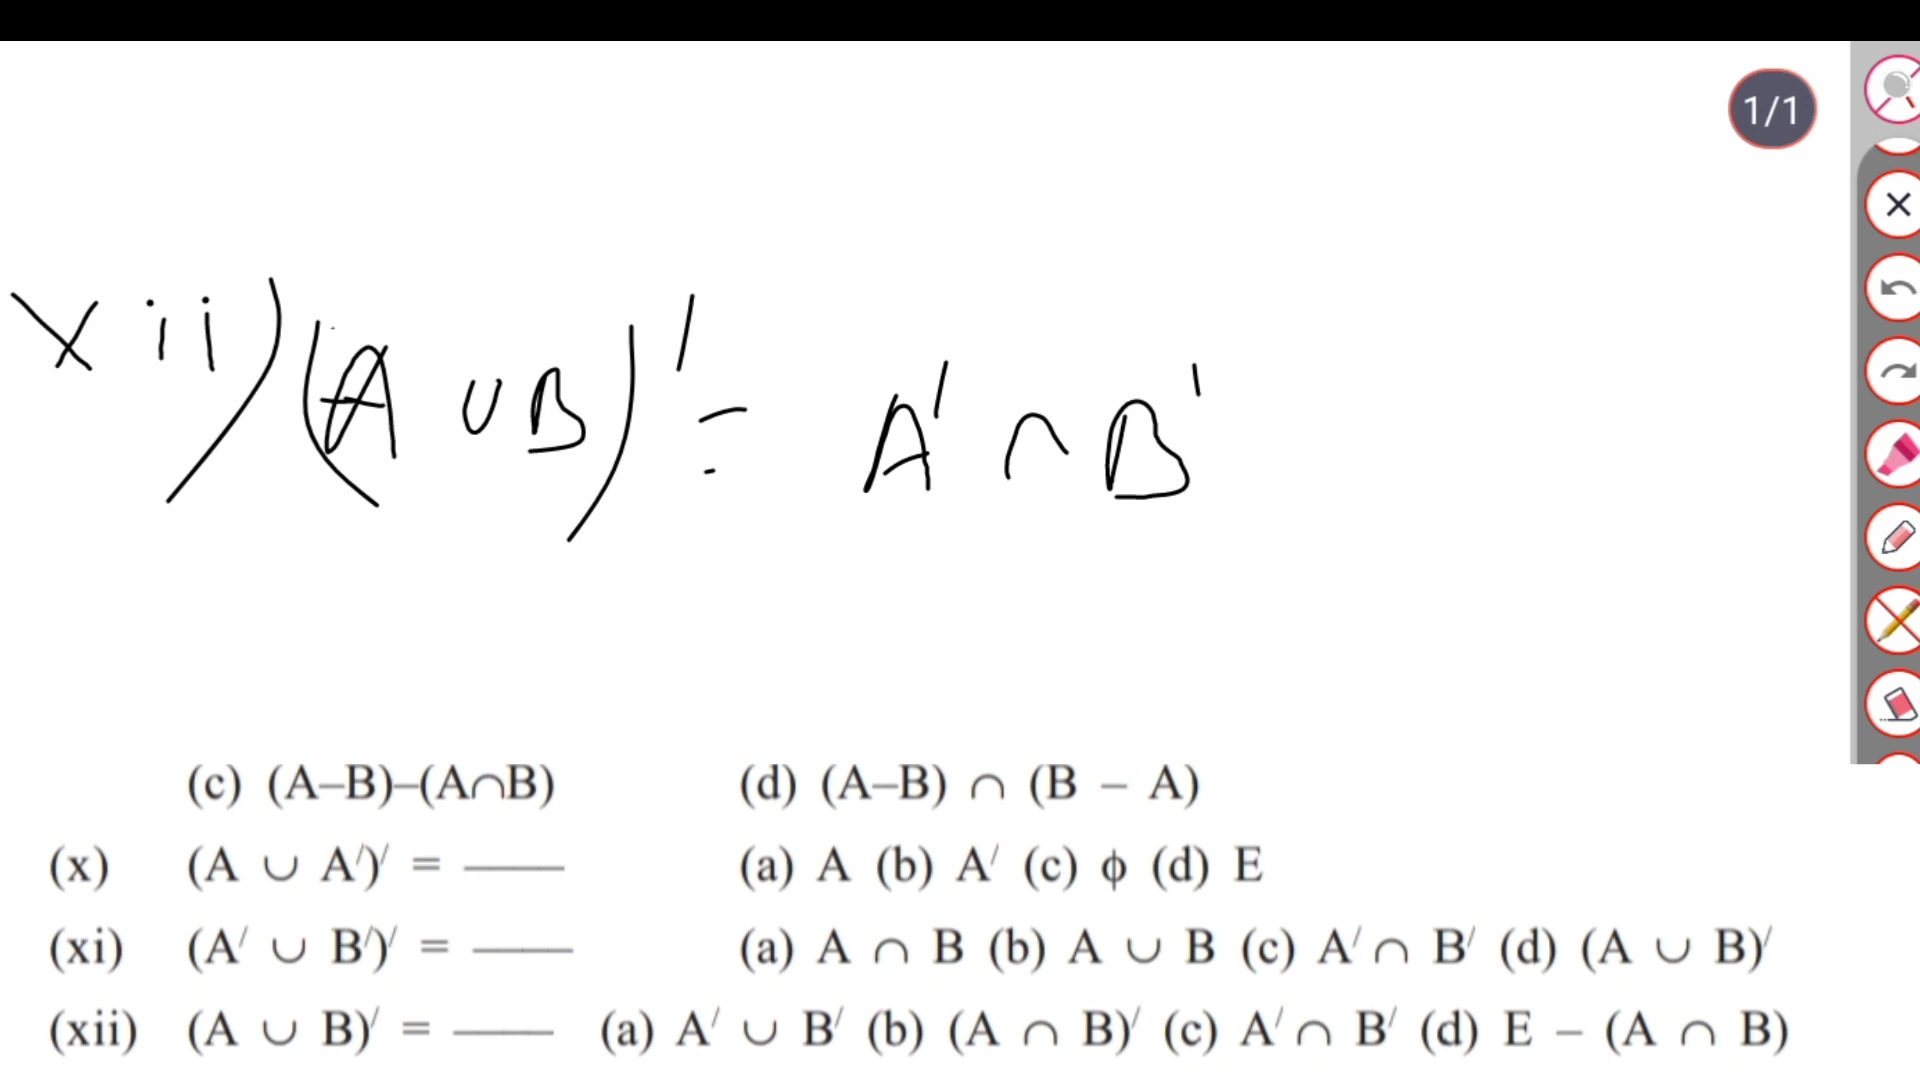 1/1
xii) (A ∪ B)′ = A′ ∩ B′
(c) (A–B)–(A∩B) (d) (A–B) ∩ (B – A)
(x) (A ∪ A′)′ = —— (a) A (b) A′ (c) ϕ (d) E
(xi) (A′ ∪ B′)′ = —— (a) A ∩ B (b) A ∪ B (c) A′ ∩ B′ (d) (A ∪ B)′
(xii) (A ∪ B)′ = —— (a) A′ ∪ B′ (b) (A ∩ B)′ (c) A′ ∩ B′ (d) E – (A ∩ B)